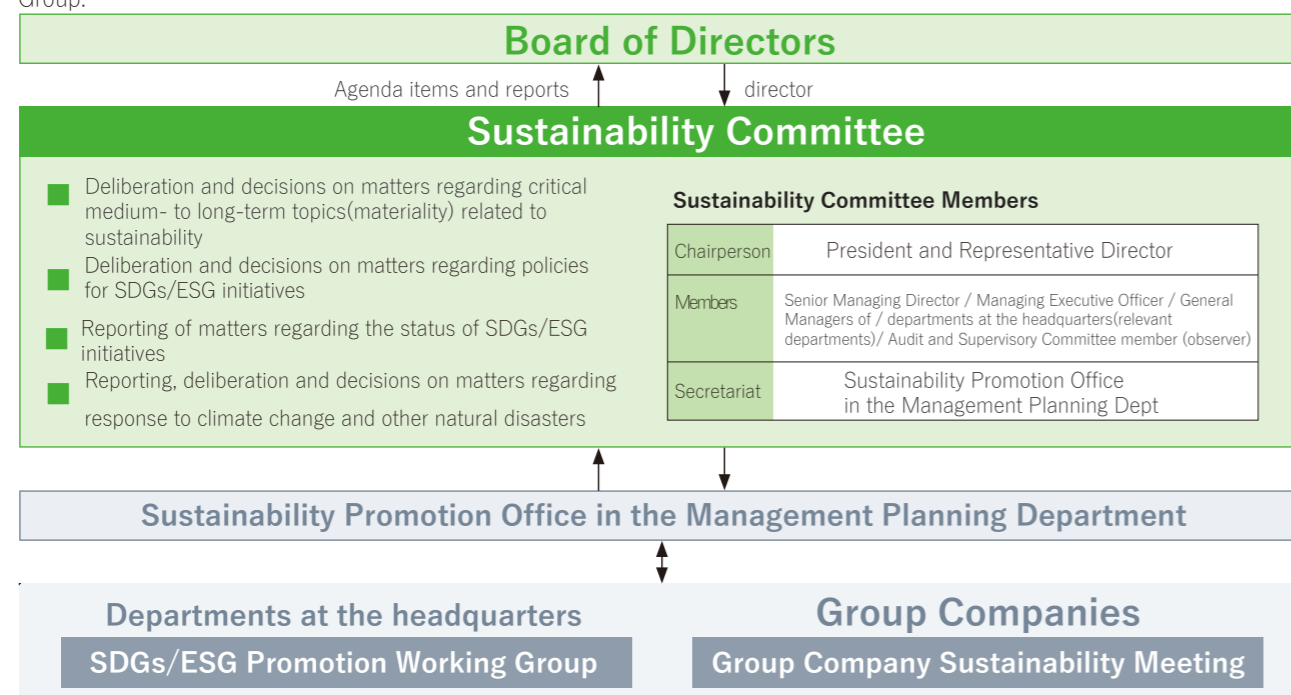 Group.
Board of Directors
Agenda items and reports
director
Sustainability Committee
Deliberation and decisions on matters regarding critical
medium- to long-term topics(materiality) related to
sustainability
Deliberation and decisions on matters regarding policies
for SDGs/ESG initiatives
Reporting of matters regarding the status of SDGs/ESG
initiatives
Reporting, deliberation and decisions on matters regarding
response to climate change and other natural disasters
Sustainability Committee Members
Chairperson
President and Representative Director
Members
Senior Managing Director / Managing Executive Officer / General
Managers of / departments at the headquarters(relevant
departments)/ Audit and Supervisory Committee member (observer)
Secretariat
Sustainability Promotion Office
in the Management Planning Dept
Sustainability Promotion Office in the Management Planning Department
Departments at the headquarters
SDGs/ESG Promotion Working Group
Group Companies
Group Company Sustainability Meeting